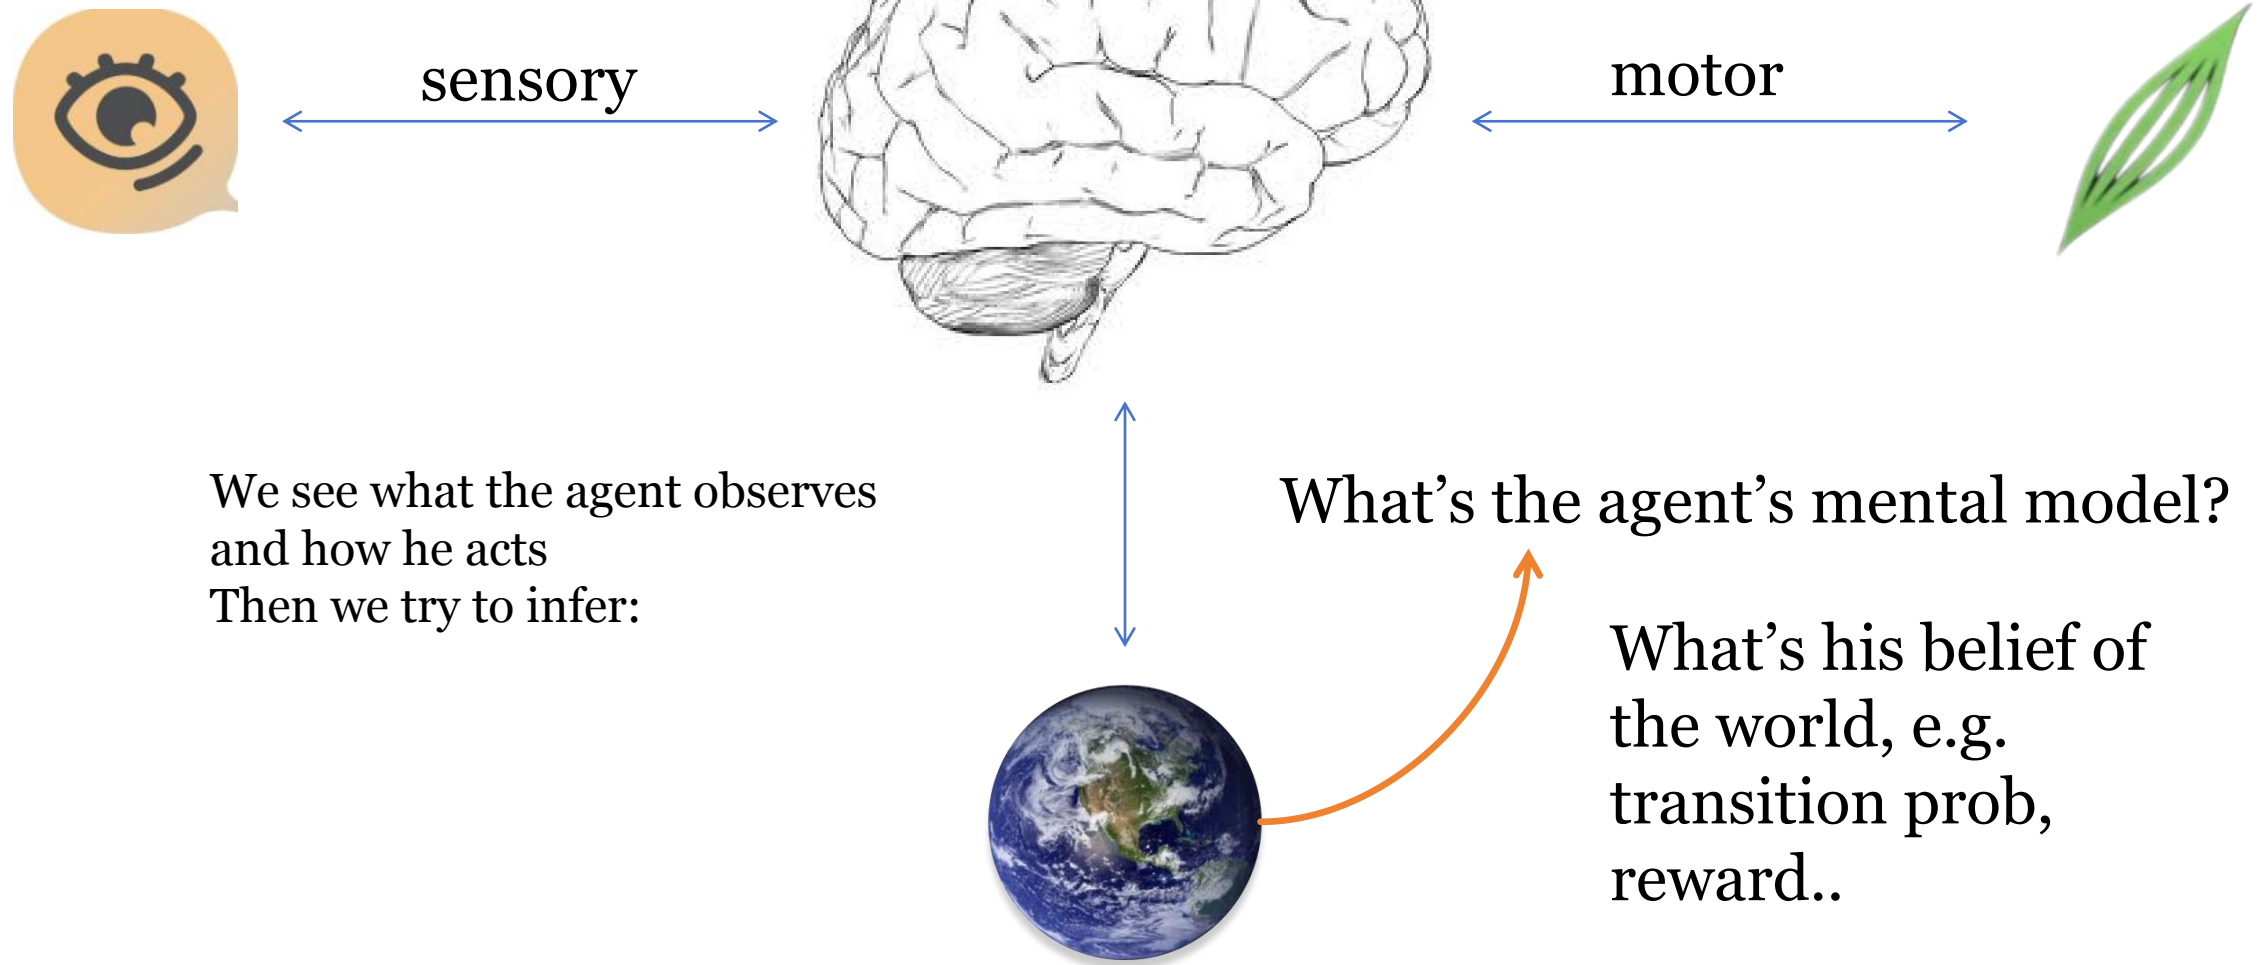 sensory
motor
We see what the agent observes
and how he acts
Then we try to infer:
What’s the agent’s mental model?
What’s his belief of
the world, e.g.
transition prob,
reward..